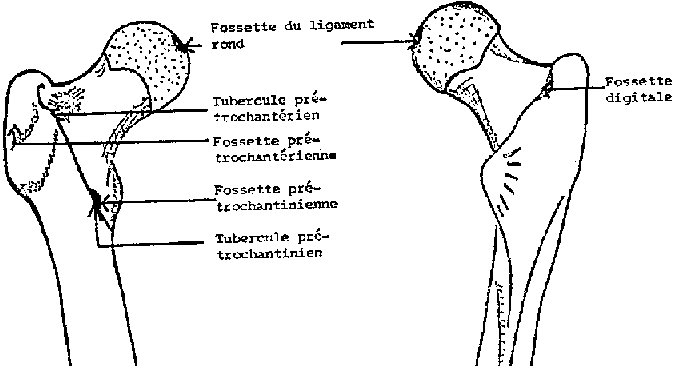 Fossette du ligament
rond
Tubercule pré-
trochantérien
Fossette pré-
trochantérienne
Fossette pré-
trochantinienne
Tubercule pré-
trochantinien
Fossette
digitale